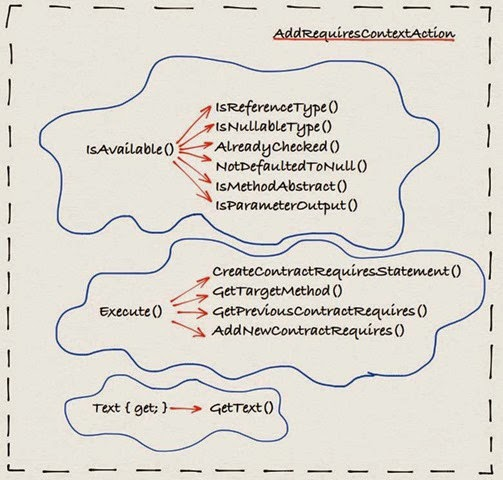 AddRequiresContextAction
IsReferenceType()
IsNullableType()
IsAvailable() AlreadyChecked()
NotDefaultedToNull()
IsMethodAbstract()
IsParameterOutput()
CreateContractRequiresStatement()
GetTargetMethod()
Execute() GetPreviousContractRequires()
AddNewContractRequires()
Text { get; } GetText()